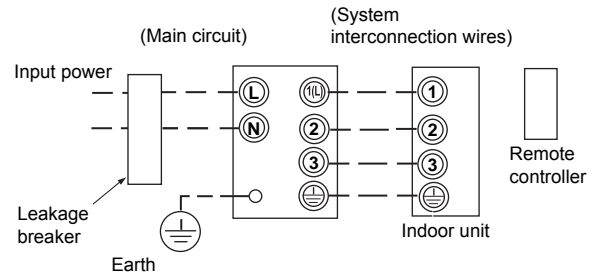 (Main circuit)
(System
interconnection wires)
Input power
L
N
1(L)
2
3
1
2
3
Remote
controller
Leakage
breaker
Indoor unit
Earth